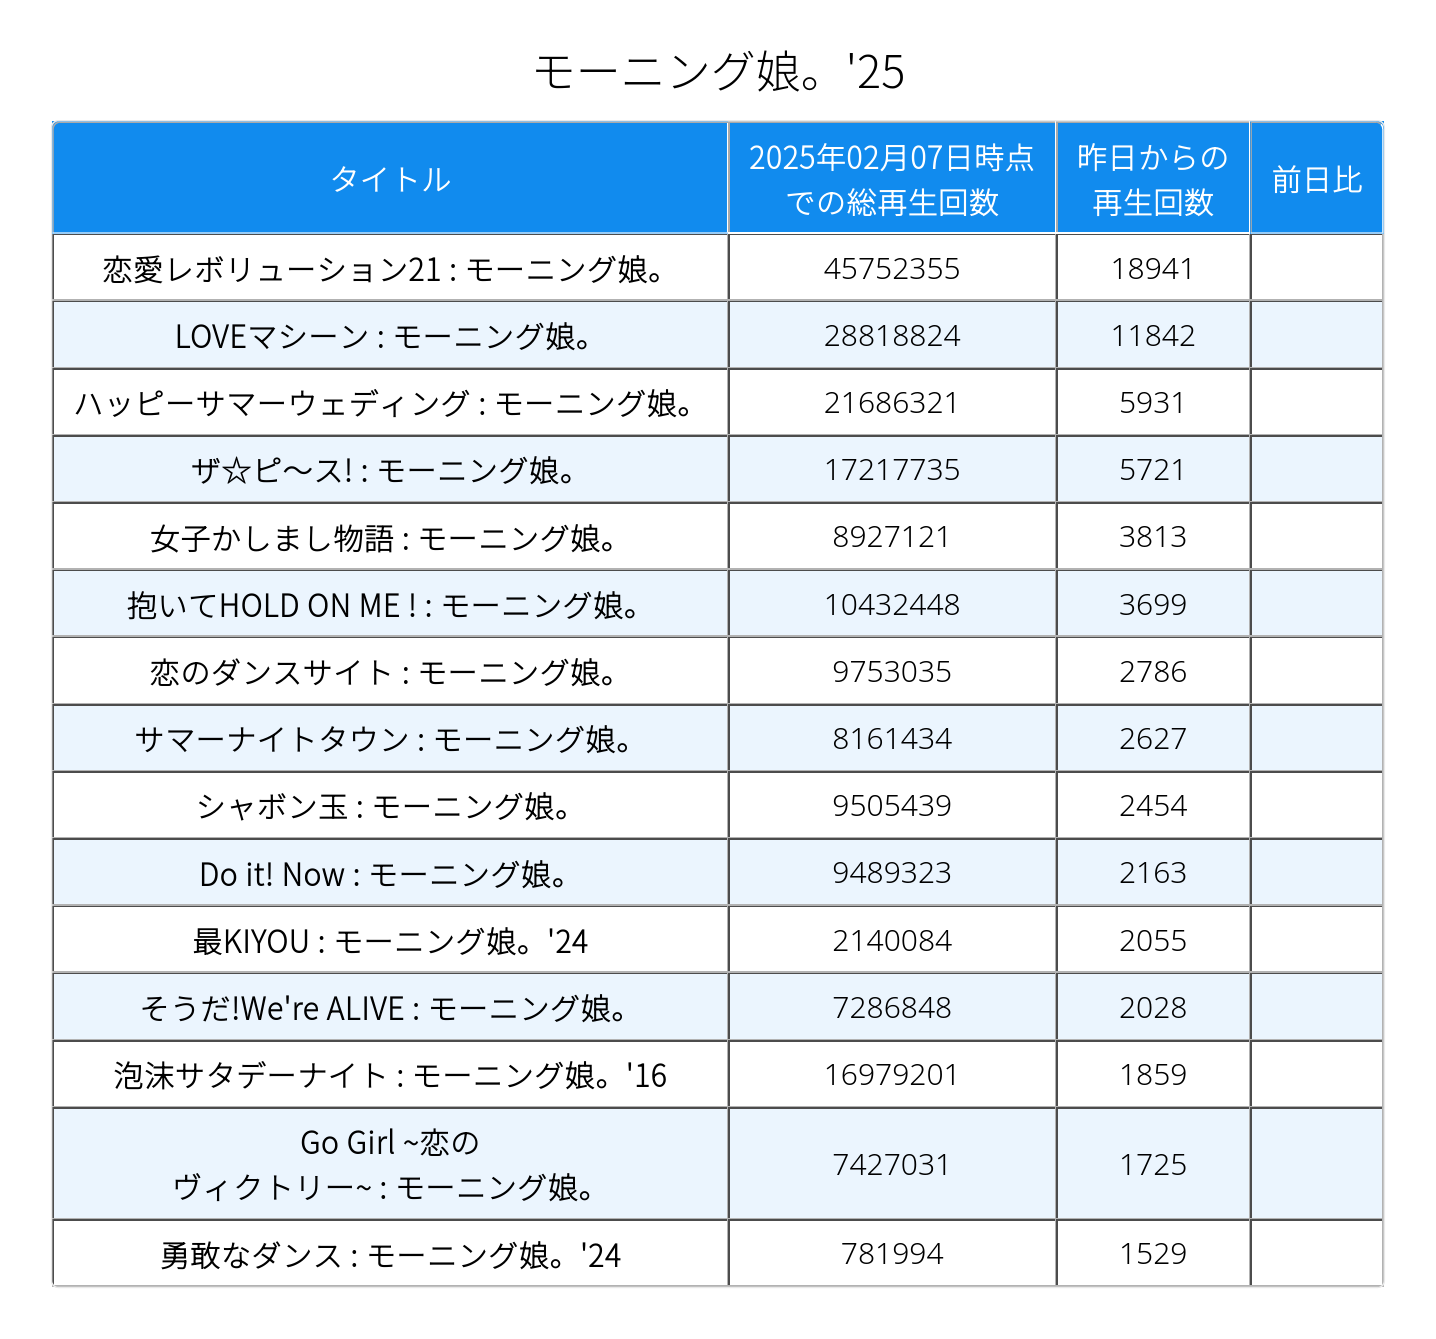 モーニング娘。'25
タイトル
2025年02月07日時点
での総再生回数
昨日からの
再生回数
前日比
恋愛レボリューション21 : モーニング娘。 45752355 18941
LOVEマシーン : モーニング娘。 28818824 11842
ハッピーサマーウェディング : モーニング娘。 21686321 5931
ザ☆ピ〜ス! : モーニング娘。 17217735 5721
女子かしまし物語 : モーニング娘。 8927121 3813
抱いてHOLD ON ME ! : モーニング娘。 10432448 3699
恋のダンスサイト : モーニング娘。 9753035 2786
サマーナイトタウン : モーニング娘。 8161434 2627
シャボン玉 : モーニング娘。 9505439 2454
Do it! Now : モーニング娘。 9489323 2163
最KIYOU : モーニング娘。'24 2140084 2055
そうだ!We're ALIVE : モーニング娘。 7286848 2028
泡沫サタデーナイト : モーニング娘。'16 16979201 1859
Go Girl ~恋の
ヴィクトリー~ : モーニング娘。 7427031 1725
勇敢なダンス : モーニング娘。'24 781994 1529